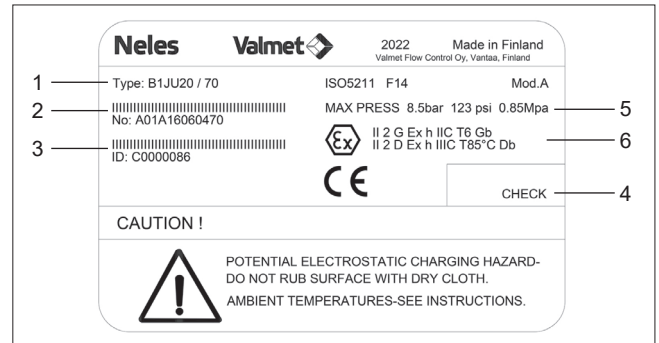 Neles Valmet 2022 Made in Finland
Valmet Flow Control Oy, Vantaa, Finland
1 Type: B1JU20 / 70 ISO5211 F14 Mod.A
2 MAX PRESS 8.5bar 123 psi 0.85Mpa 5
No: A01A16060470
Ex II 2 G Ex h IIC T6 Gb
3 II 2 D Ex h IIIC T85°C Db 6
ID: C0000086
CE CHECK 4
CAUTION !
POTENTIAL ELECTROSTATIC CHARGING HAZARD-
DO NOT RUB SURFACE WITH DRY CLOTH.
AMBIENT TEMPERATURES-SEE INSTRUCTIONS.